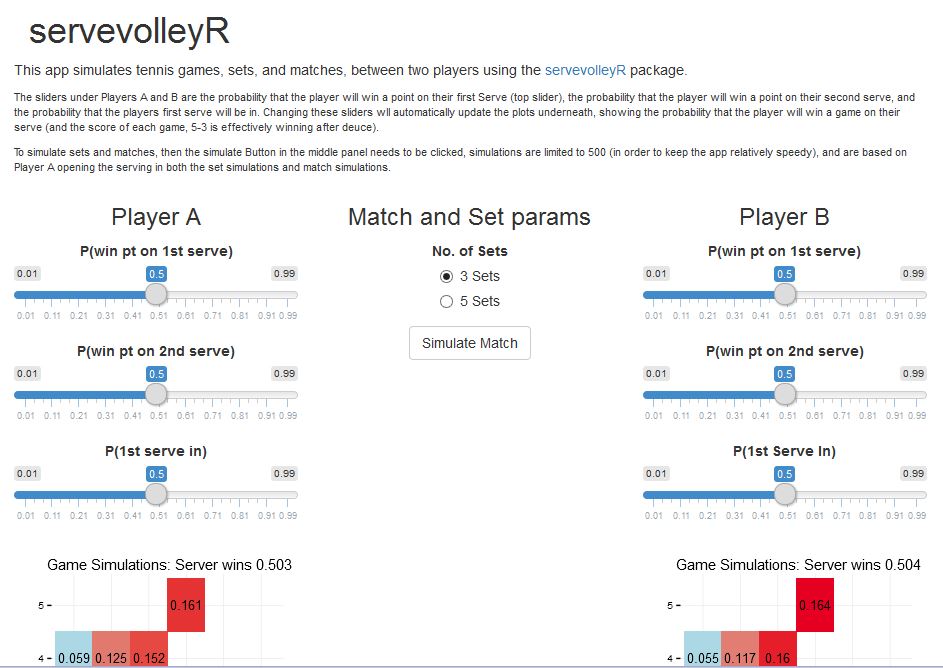 servevolleyR
This app simulates tennis games, sets, and matches, between two players using the servevolleyR package.
The sliders under Players A and B are the probability that the player will win a point on their first Serve (top slider), the probability that the player will win a point on their second serve, and
the probability that the players first serve will be in. Changing these sliders wll automatically update the plots underneath, showing the probability that the player will win a game on their
serve (and the score of each game, 5-3 is effectively winning after deuce).
To simulate sets and matches, then the simulate Button in the middle panel needs to be clicked, simulations are limited to 500 (in order to keep the app relatively speedy), and are based on
Player A opening the serving in both the set simulations and match simulations.
Player A
P(win pt on 1st serve)
0.01 0.5 0.99
0.01 0.11 0.21 0.31 0.41 0.51 0.61 0.71 0.81 0.91 0.99
P(win pt on 2nd serve)
0.01 0.5 0.99
0.01 0.11 0.21 0.31 0.41 0.51 0.61 0.71 0.81 0.91 0.99
P(1st serve in)
0.01 0.5 0.99
0.01 0.11 0.21 0.31 0.41 0.51 0.61 0.71 0.81 0.91 0.99
Game Simulations: Server wins 0.503
5 0.161
4 0.059 0.125 0.152
Match and Set params
No. of Sets
3 Sets
5 Sets
Simulate Match
Player B
P(win pt on 1st serve)
0.01 0.5 0.99
0.01 0.11 0.21 0.31 0.41 0.51 0.61 0.71 0.81 0.91 0.99
P(win pt on 2nd serve)
0.01 0.5 0.99
0.01 0.11 0.21 0.31 0.41 0.51 0.61 0.71 0.81 0.91 0.99
P(1st Serve In)
0.01 0.5 0.99
0.01 0.11 0.21 0.31 0.41 0.51 0.61 0.71 0.81 0.91 0.99
Game Simulations: Server wins 0.504
5 0.164
4 0.055 0.117 0.16